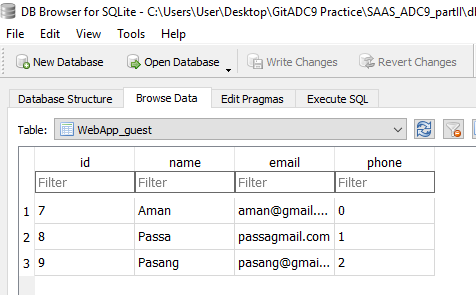 DB Browser for SQLite - C:\Users\User\Desktop\GitADC9 Practice\SAAS_ADC9_partII\d
File Edit View Tools Help
New Database Open Database Write Changes Revert Changes
Database Structure Browse Data Edit Pragmas Execute SQL
Table: WebApp_guest
id name email phone
Filter Filter Filter Filter
1 7 Aman aman@gmail.... 0
2 8 Passa passagmail.com 1
3 9 Pasang pasang@gmai... 2